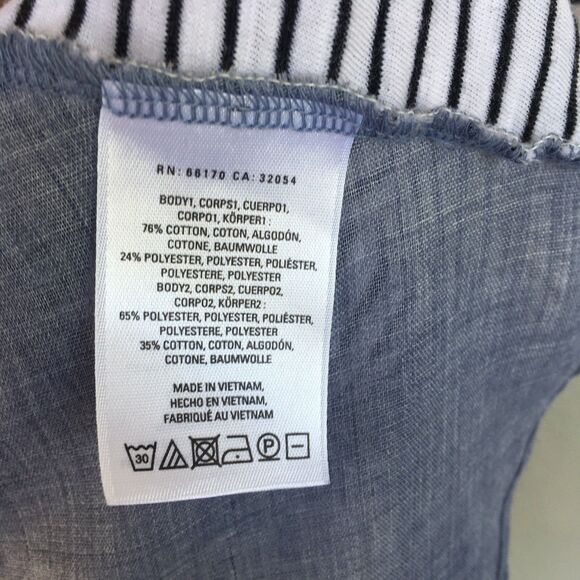 RN: 66170 CA: 32054
BODY1, CORPS1, CUERPO1,
CORPO1, KÖRPER1 :
76% COTTON, COTON, ALGODÓN,
COTONE, BAUMWOLLE
24% POLYESTER, POLYESTER, POLIÉSTER,
POLYESTERE, POLYESTER
BODY2, CORPS2, CUERPO2,
CORPO2, KÖRPER2 :
65% POLYESTER, POLYESTER, POLIÉSTER,
POLYESTERE, POLYESTER
35% COTTON, COTON, ALGODÓN,
COTONE, BAUMWOLLE
MADE IN VIETNAM,
HECHO EN VIETNAM,
FABRIQUÉ AU VIETNAM
30 P